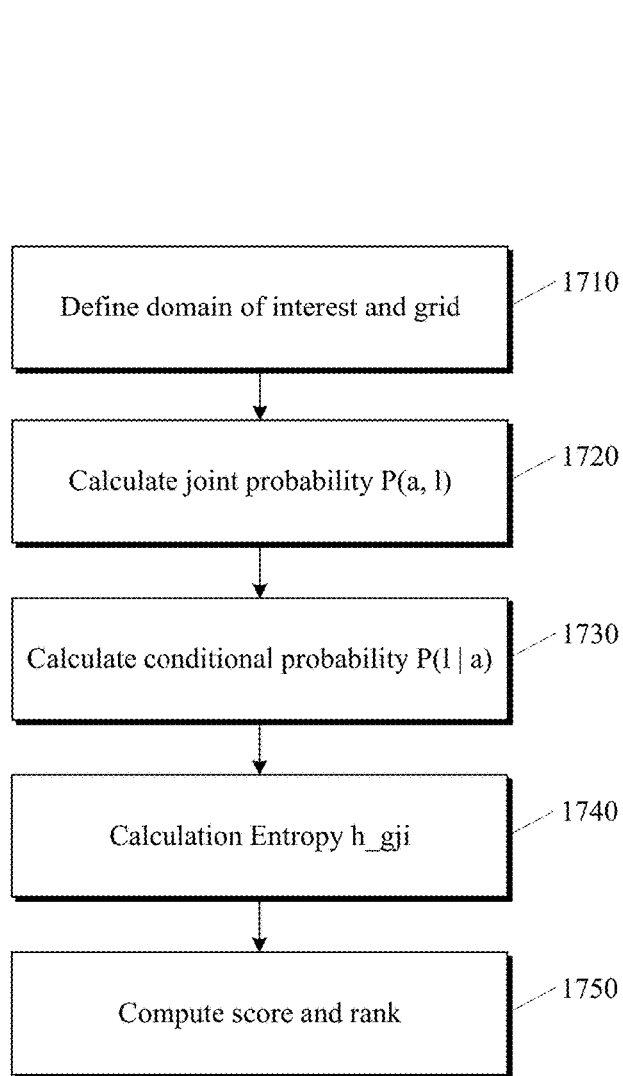 Define domain of interest and grid
1710
Calculate joint probability P(a, l)
1720
Calculate conditional probability P(l | a)
1730
Calculation Entropy h_gji
1740
Compute score and rank
1750